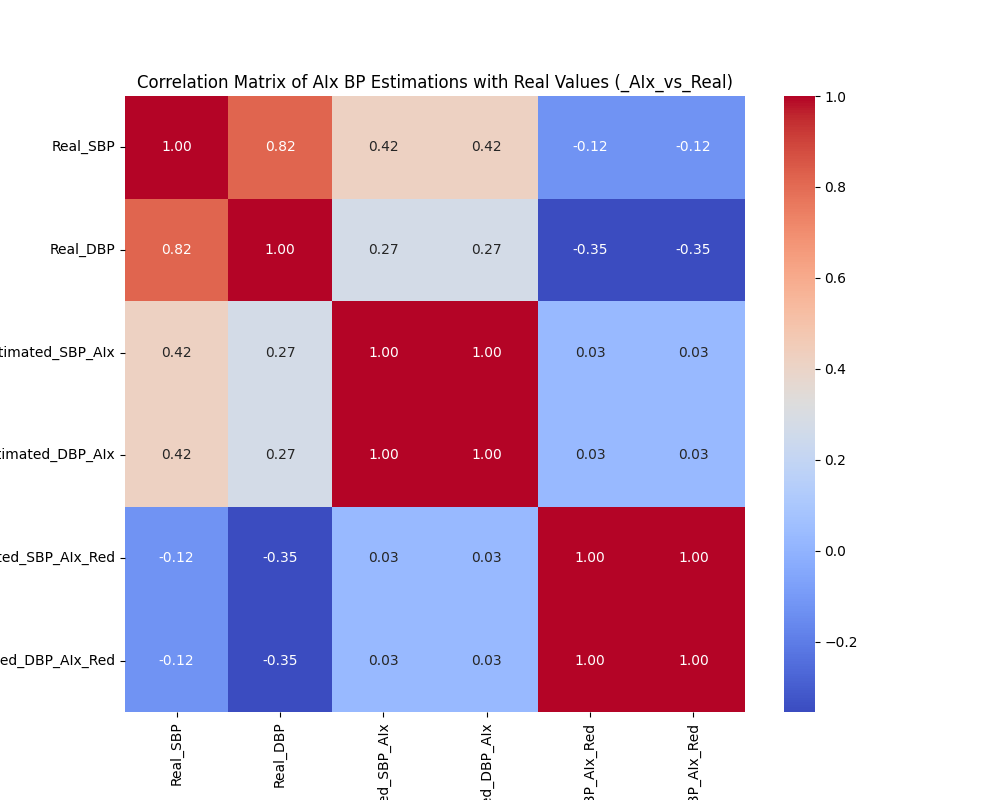 Correlation Matrix of AIx BP Estimations with Real Values (_AIx_vs_Real)
Real_SBP 1.00 0.82 0.42 0.42 -0.12 -0.12
Real_DBP 0.82 1.00 0.27 0.27 -0.35 -0.35
timated_SBP_AIx 0.42 0.27 1.00 1.00 0.03 0.03
timated_DBP_AIx 0.42 0.27 1.00 1.00 0.03 0.03
ted_SBP_AIx_Red -0.12 -0.35 0.03 0.03 1.00 1.00
ed_DBP_AIx_Red -0.12 -0.35 0.03 0.03 1.00 1.00
Real_SBP
Real_DBP
ed_SBP_AIx
ed_DBP_AIx
BP_AIx_Red
BP_AIx_Red
1.0
0.8
0.6
0.4
0.2
0.0
−0.2